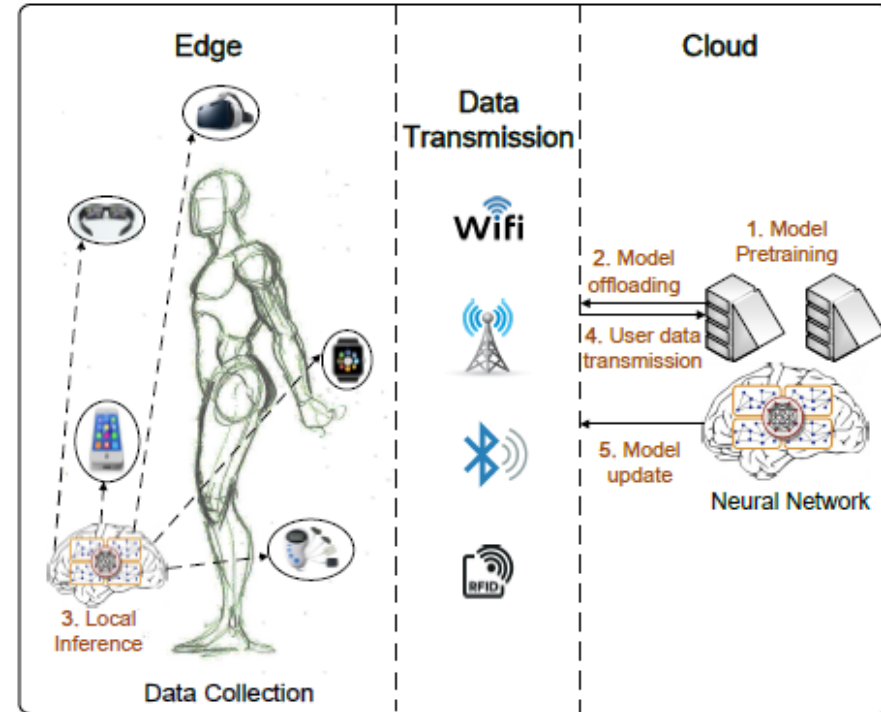 Edge
Data
Transmission
Cloud
Wifi
1. Model
Pretraining
2. Model
offloading
4. User data
transmission
5. Model
update
Neural Network
RFID
3. Local
Inference
Data Collection